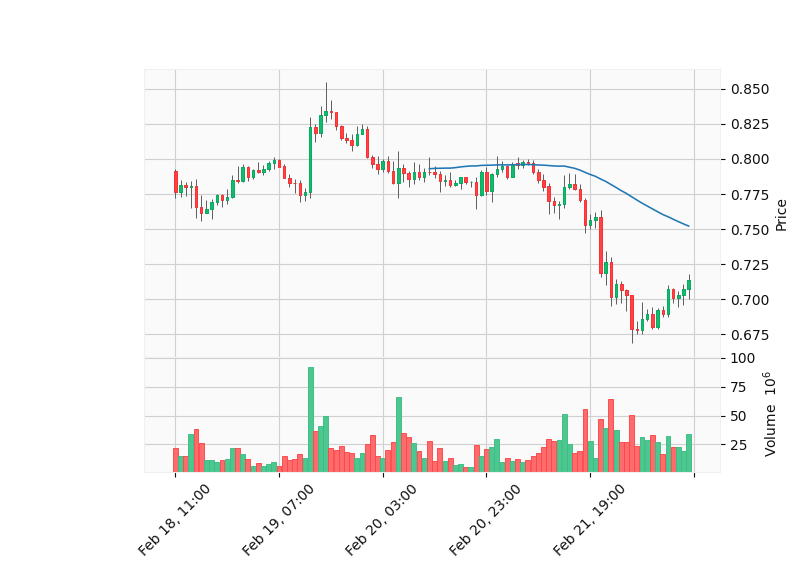 0.850
0.825
0.800
0.775
0.750
0.725
0.700
0.675
Price
100
75
50
25
Volume 10^6
Feb 18, 11:00
Feb 19, 07:00
Feb 20, 03:00
Feb 20, 23:00
Feb 21, 19:00